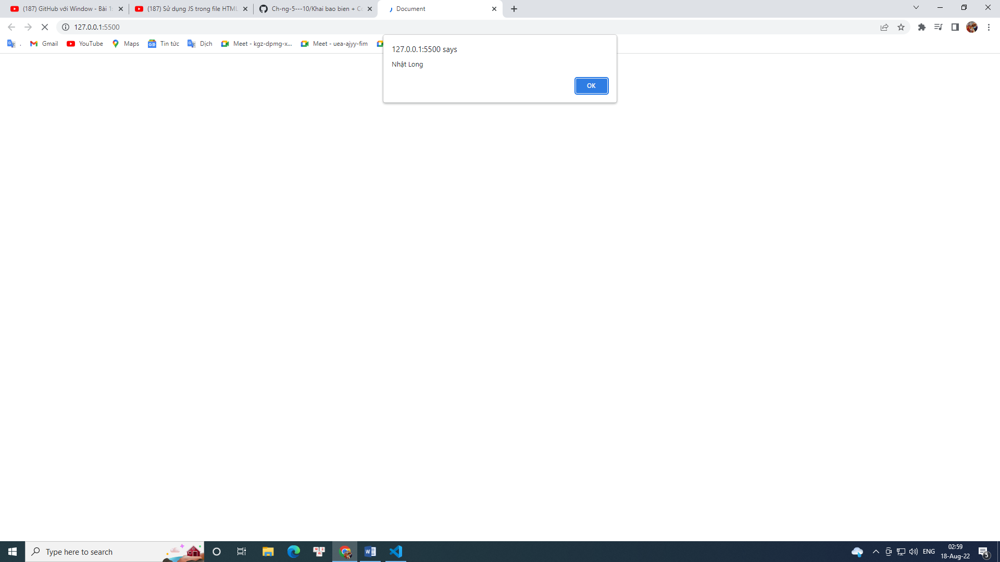 (187) GitHub với Window - Bài 1:
(187) Sử dụng JS trong file HTML
Ch-ng-5---10/Khai bao bien + Co
Document
127.0.0.1:5500
.
Gmail
YouTube
Maps
Tin tức
Dịch
Meet - kgz-dpmg-x...
Meet - uea-ajyy-fim
127.0.0.1:5500 says
Nhật Long
OK
Type here to search
ENG
02:59
18-Aug-22
5